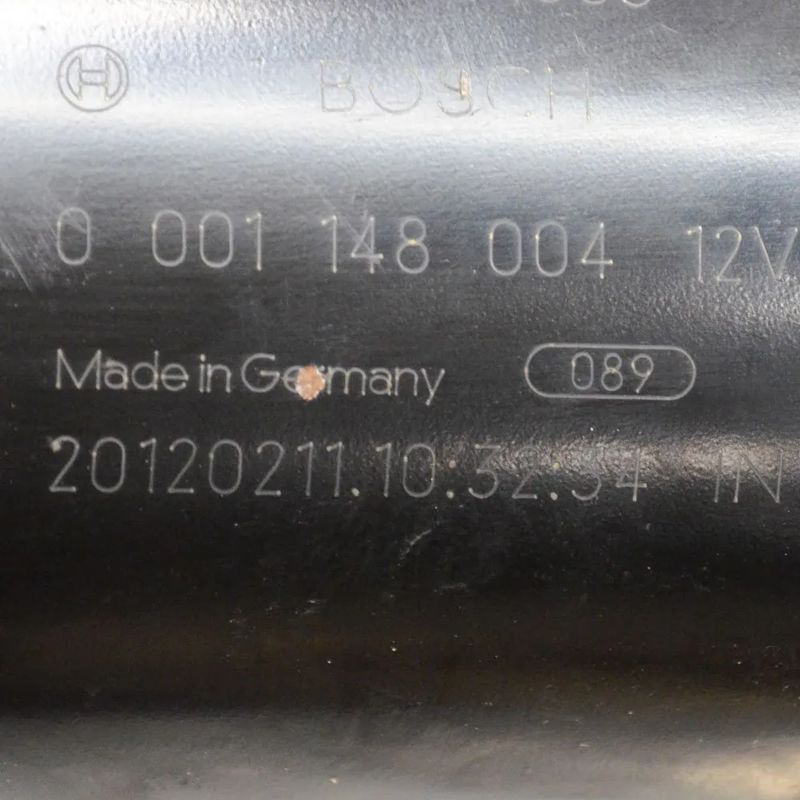 BOSCH
0 001 148 004 12V
Made in Germany 089
20120211.10:32.34 IN